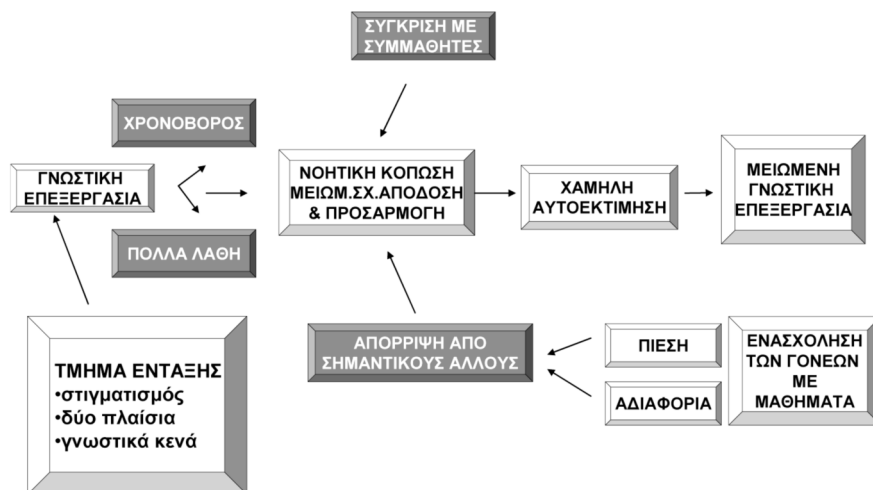 ΣΥΓΚΡΙΣΗ ΜΕ
ΣΥΜΜΑΘΗΤΕΣ
ΧΡΟΝΟΒΟΡΟΣ
ΓΝΩΣΤΙΚΗ
ΕΠΕΞΕΡΓΑΣΙΑ
ΠΟΛΛΑ ΛΑΘΗ
ΝΟΗΤΙΚΗ ΚΟΠΩΣΗ
ΜΕΙΩΜ.ΣΧ.ΑΠΟΔΟΣΗ
& ΠΡΟΣΑΡΜΟΓΗ
ΧΑΜΗΛΗ
ΑΥΤΟΕΚΤΙΜΗΣΗ
ΜΕΙΩΜΕΝΗ
ΓΝΩΣΤΙΚΗ
ΕΠΕΞΕΡΓΑΣΙΑ
ΤΜΗΜΑ ΕΝΤΑΞΗΣ
•στιγματισμός
•δύο πλαίσια
•γνωστικά κενά
ΑΠΟΡΡΙΨΗ ΑΠΟ
ΣΗΜΑΝΤΙΚΟΥΣ ΑΛΛΟΥΣ
ΠΙΕΣΗ
ΑΔΙΑΦΟΡΙΑ
ΕΝΑΣΧΟΛΗΣΗ
ΤΩΝ ΓΟΝΕΩΝ
ΜΕ
ΜΑΘΗΜΑΤΑ